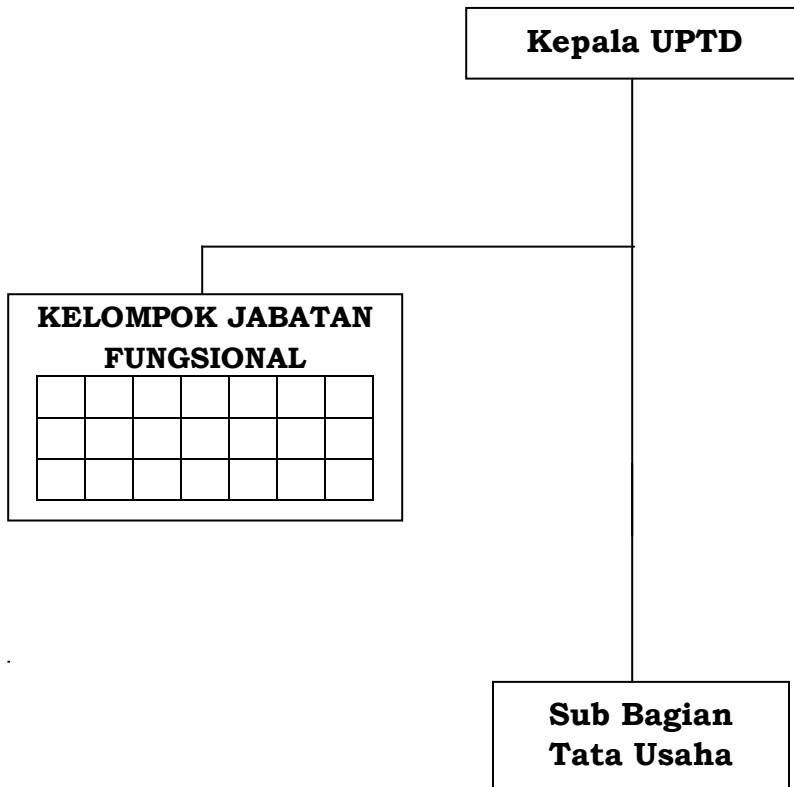 Kepala UPTD
KELOMPOK JABATAN
FUNGSIONAL
.
Sub Bagian
Tata Usaha